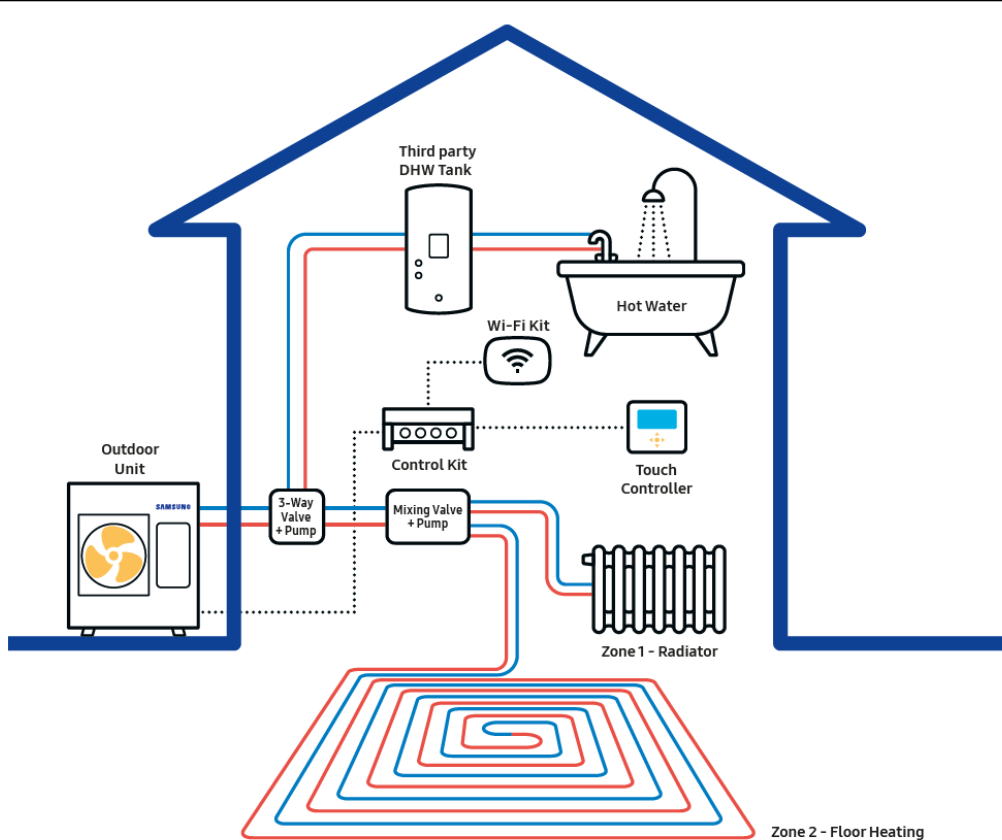 Third party
DHW Tank
Hot Water
Wi-Fi Kit
Control Kit
Touch
Controller
Outdoor
Unit
SAMSUNG
3-Way
Valve
+ Pump
Mixing Valve
+ Pump
Zone 1 - Radiator
Zone 2 - Floor Heating